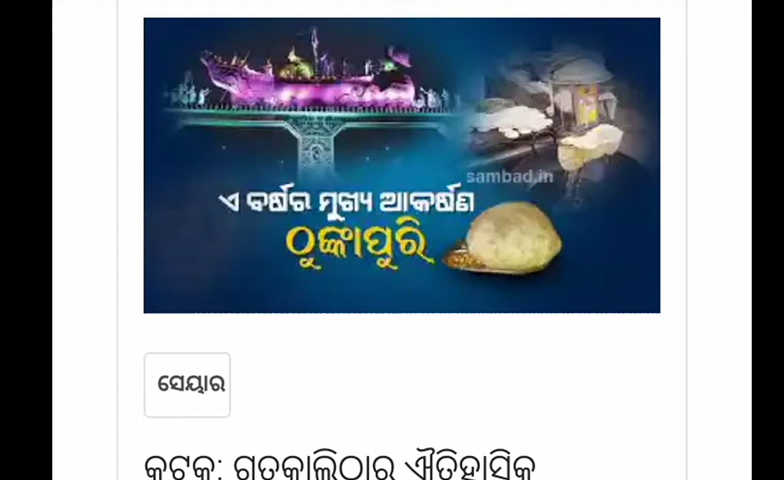 sambad.in
ଏ ବର୍ଷର ମୁଖ୍ୟ ଆକର୍ଷଣ
ଠୁଙ୍କାପୁରି
ସେୟାର
କଟକ: ଗତକାଲିଠାରୁ ଐତିହାସିକ